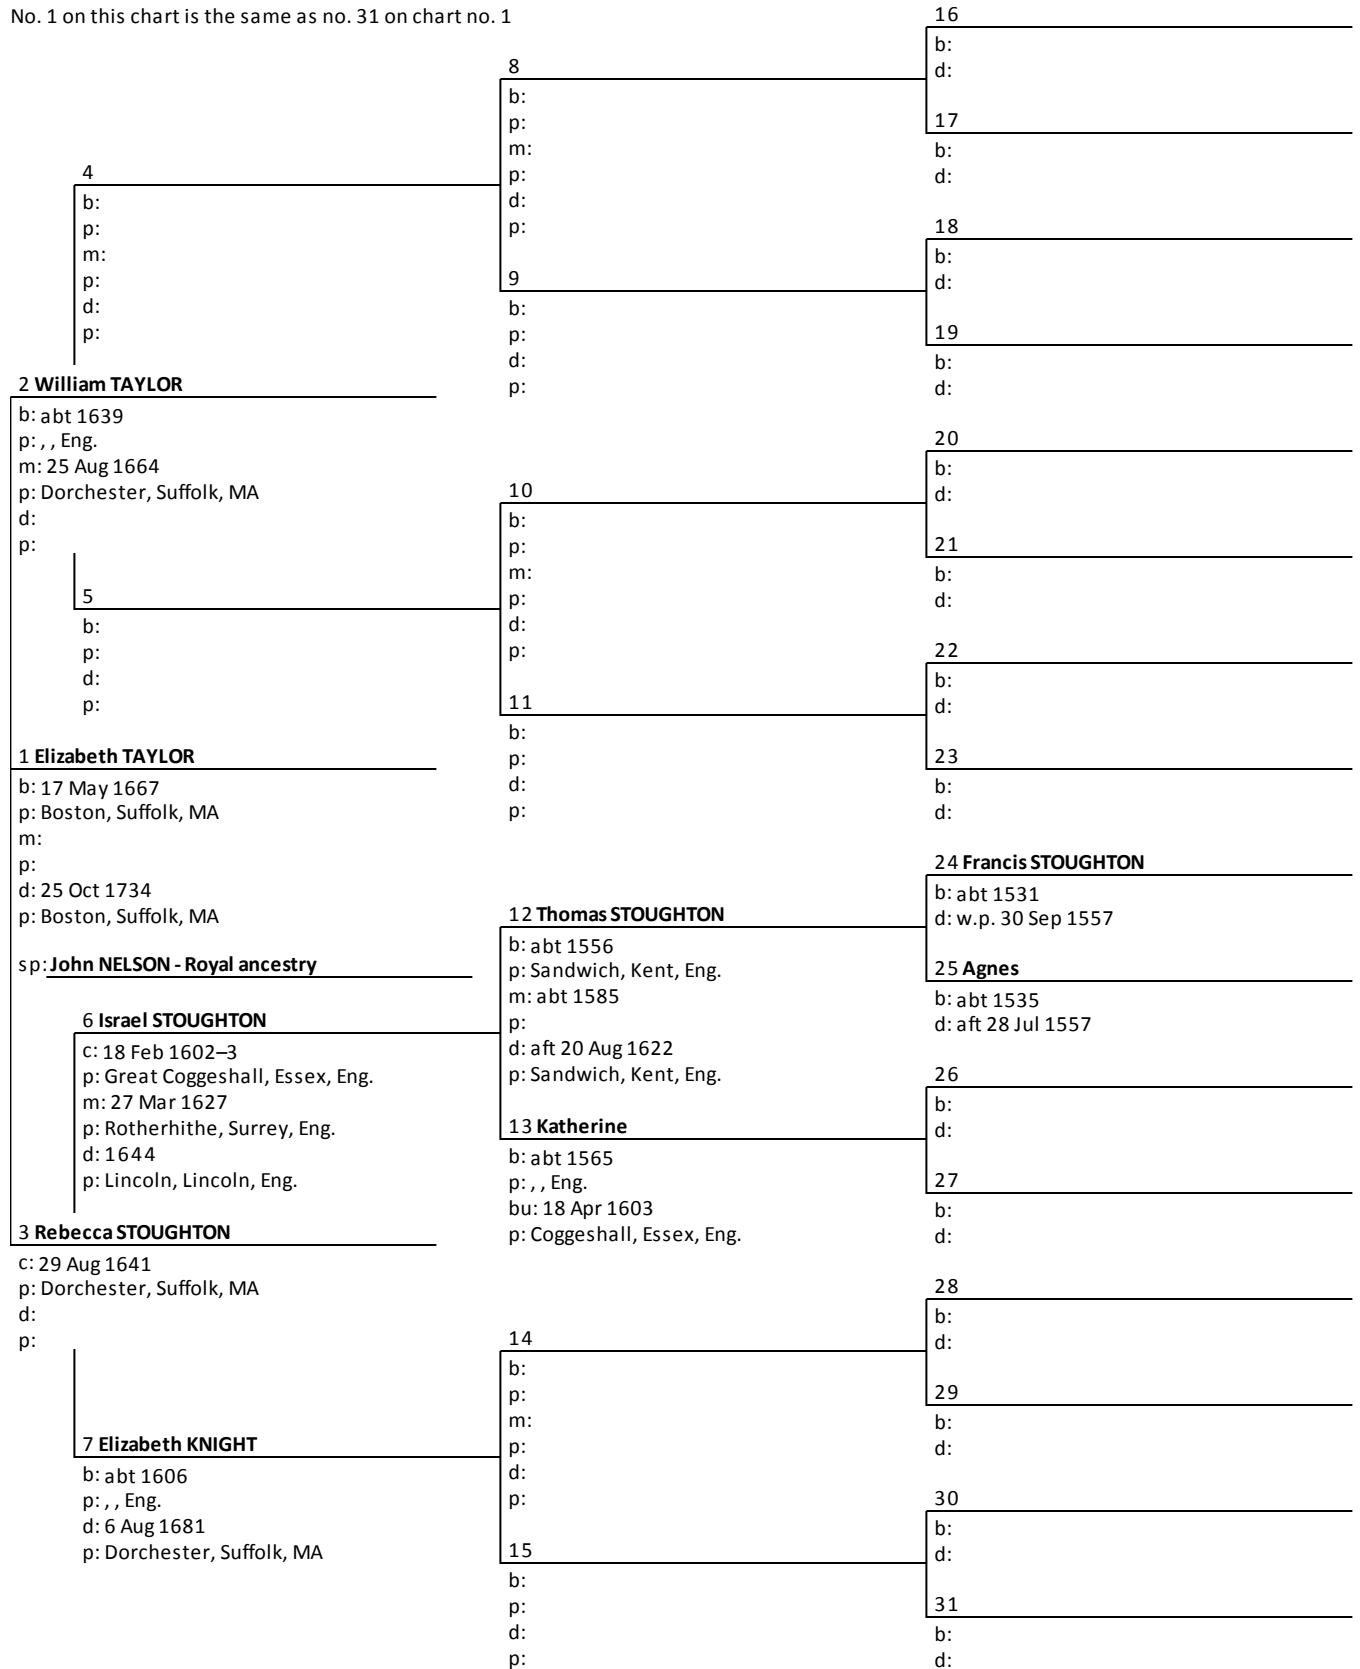 No. 1 on this chart is the same as no. 31 on chart no. 1
16
b:
d:
8
b:
p:
m:
p:
d:
p:
17
b:
d:
4
b:
p:
m:
p:
d:
p:
18
b:
d:
9
b:
p:
d:
p:
19
b:
d:
2 William TAYLOR
b: abt 1639
p: , , Eng.
m: 25 Aug 1664
p: Dorchester, Suffolk, MA
d:
p:
20
b:
d:
10
b:
p:
m:
p:
d:
p:
21
b:
d:
5
b:
p:
d:
p:
22
b:
d:
11
b:
p:
d:
p:
23
b:
d:
1 Elizabeth TAYLOR
b: 17 May 1667
p: Boston, Suffolk, MA
m:
p:
d: 25 Oct 1734
p: Boston, Suffolk, MA
sp: John NELSON - Royal ancestry
24 Francis STOUGHTON
b: abt 1531
d: w.p. 30 Sep 1557
12 Thomas STOUGHTON
b: abt 1556
p: Sandwich, Kent, Eng.
m: abt 1585
p:
d: aft 20 Aug 1622
p: Sandwich, Kent, Eng.
25 Agnes
b: abt 1535
d: aft 28 Jul 1557
6 Israel STOUGHTON
c: 18 Feb 1602–3
p: Great Coggeshall, Essex, Eng.
m: 27 Mar 1627
p: Rotherhithe, Surrey, Eng.
d: 1644
p: Lincoln, Lincoln, Eng.
26
b:
d:
13 Katherine
b: abt 1565
p: , , Eng.
bu: 18 Apr 1603
p: Coggeshall, Essex, Eng.
27
b:
d:
3 Rebecca STOUGHTON
c: 29 Aug 1641
p: Dorchester, Suffolk, MA
d:
p:
28
b:
d:
14
b:
p:
m:
p:
d:
p:
29
b:
d:
7 Elizabeth KNIGHT
b: abt 1606
p: , , Eng.
d: 6 Aug 1681
p: Dorchester, Suffolk, MA
30
b:
d:
15
b:
p:
d:
p:
31
b:
d: